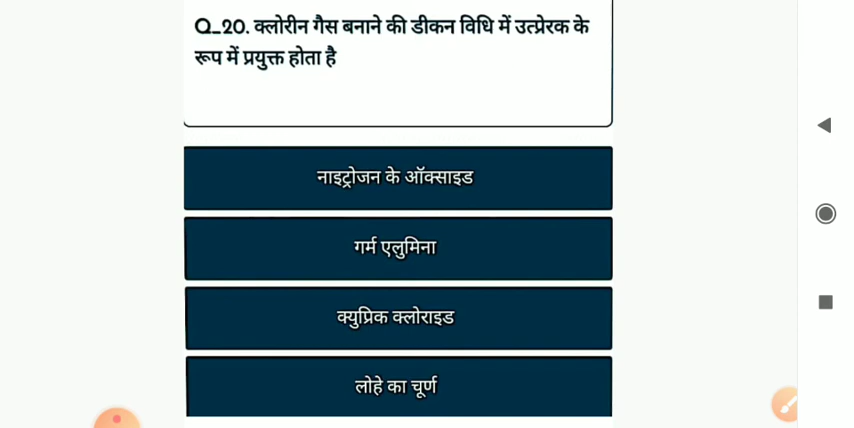 Q_20. क्लोरीन गैस बनाने की डीकन विधि में उत्प्रेरक के
रूप में प्रयुक्त होता है
नाइट्रोजन के ऑक्साइड
गर्म एलुमिना
क्युप्रिक क्लोराइड
लोहे का चूर्ण